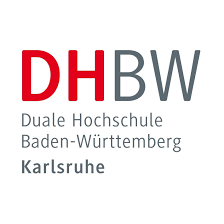 DHBW
Duale Hochschule
Baden-Württemberg
Karlsruhe